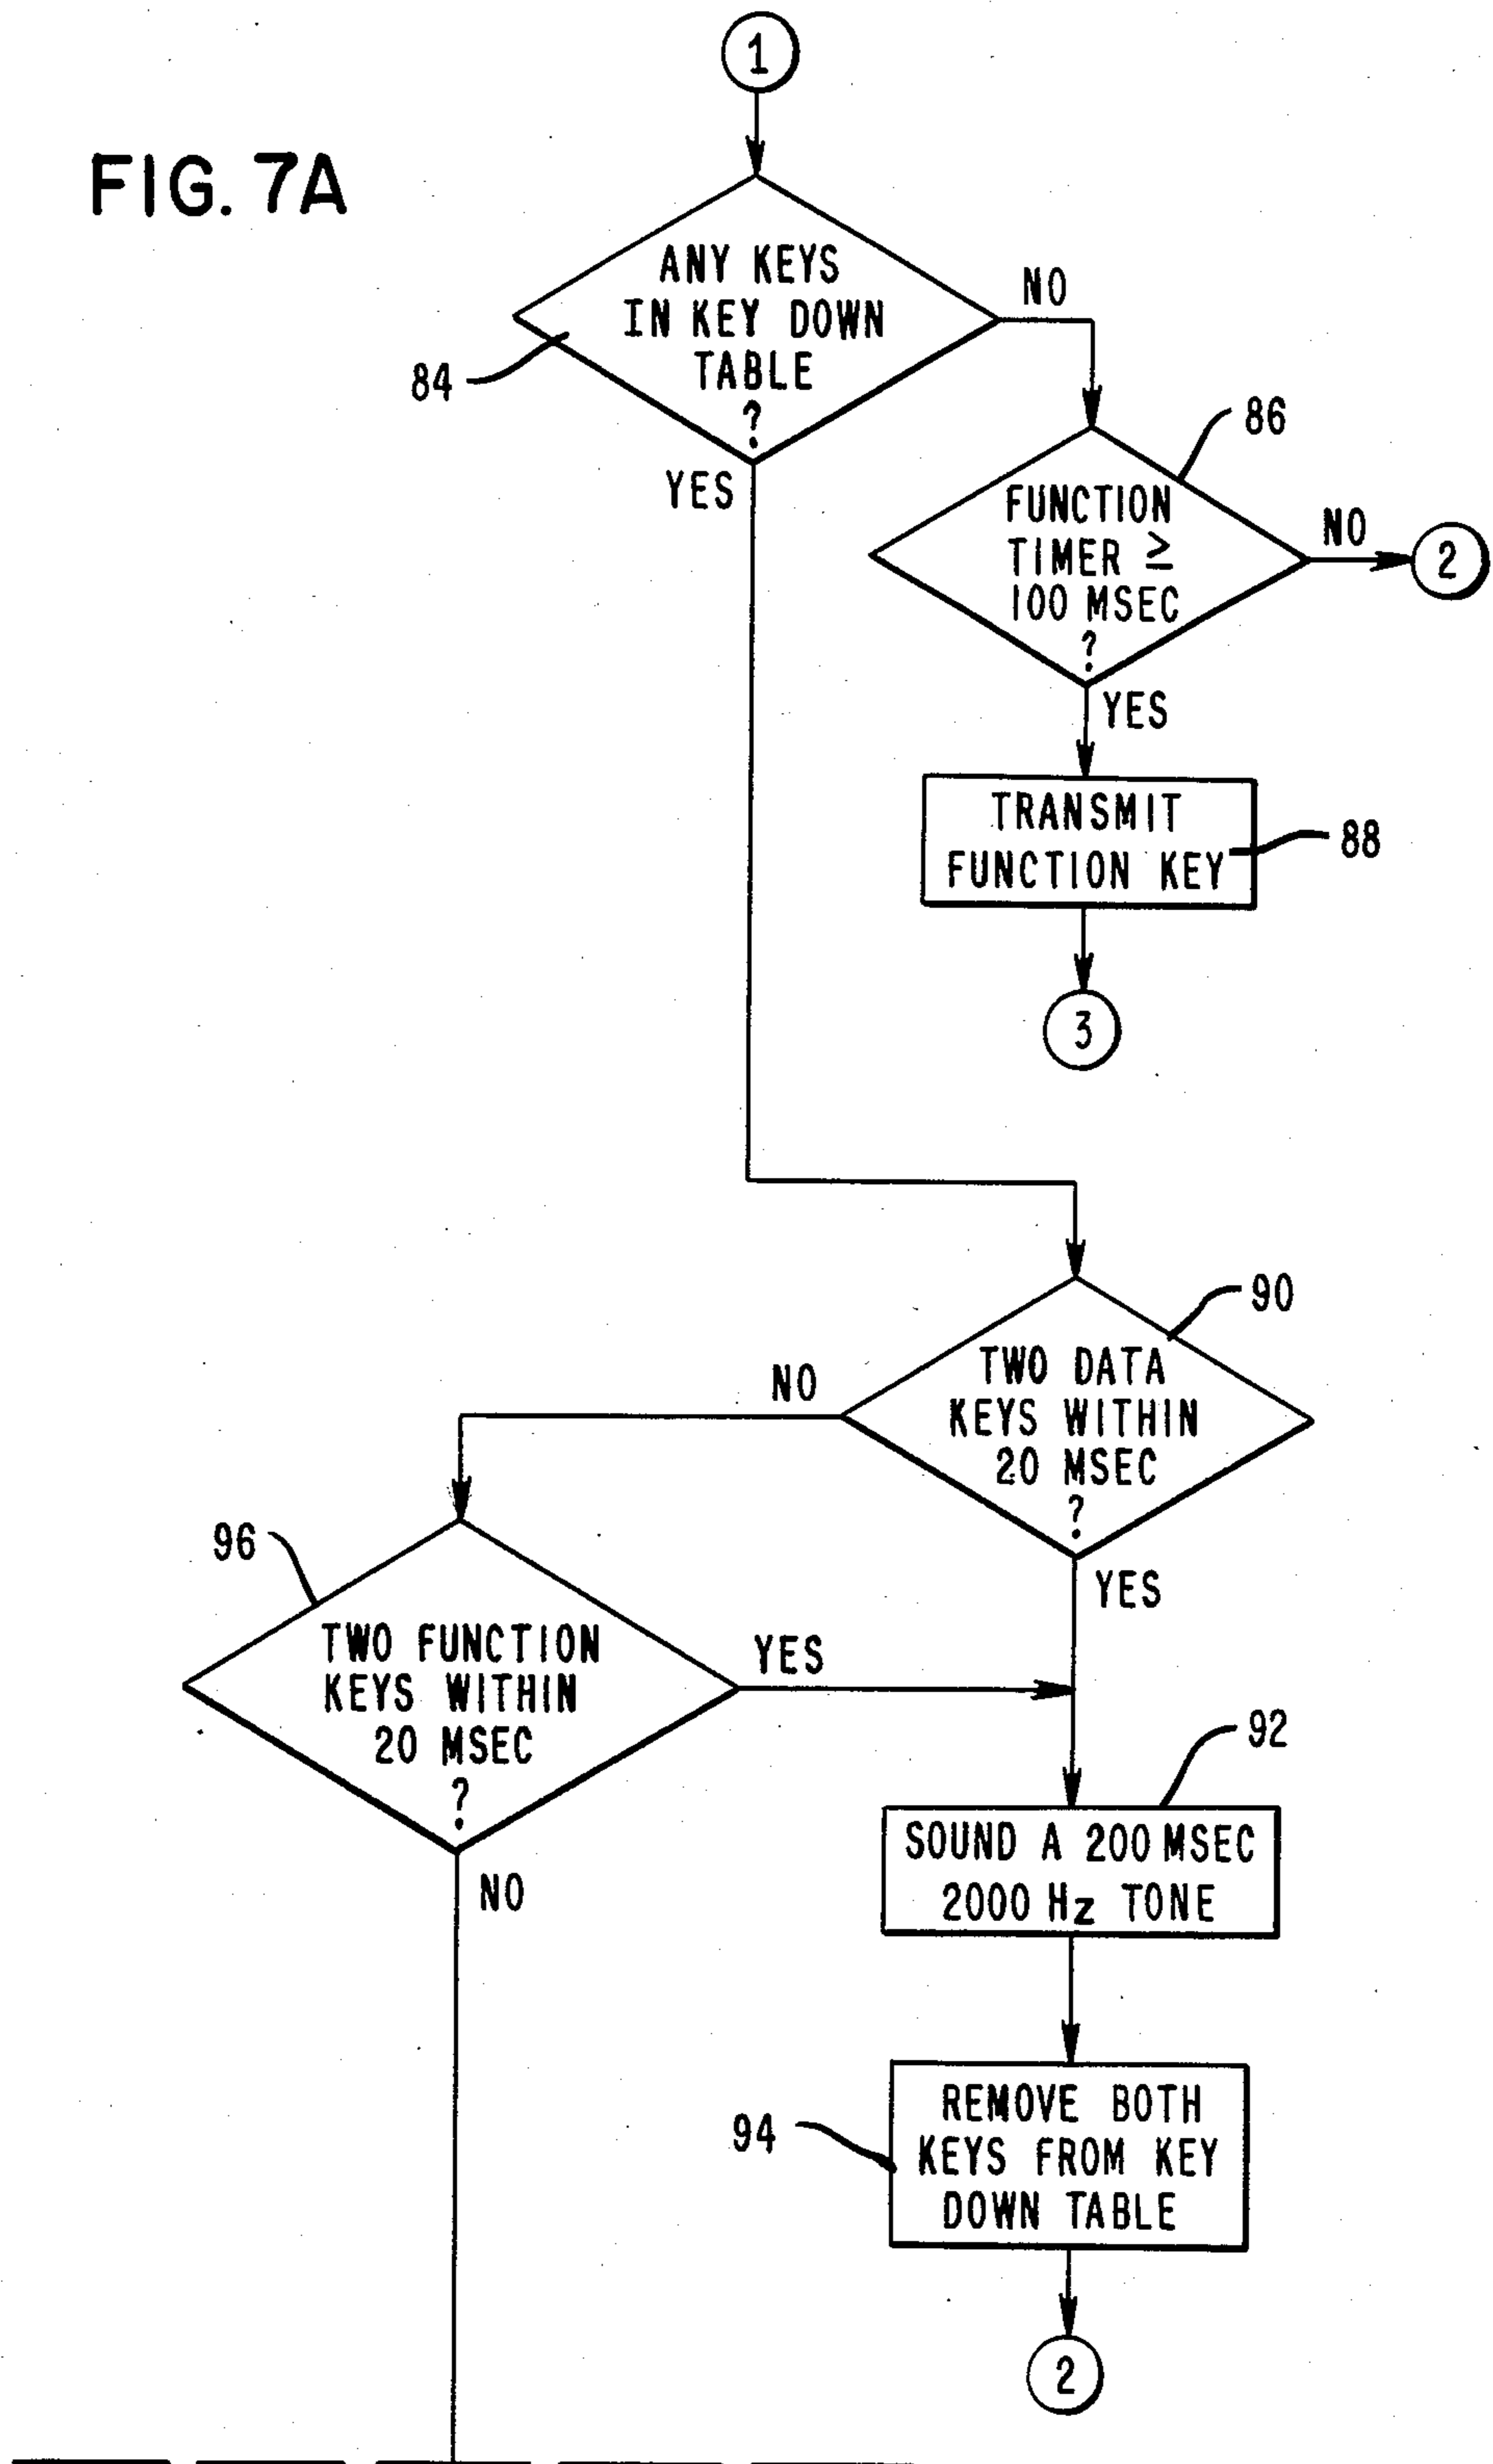 1
FIG. 7A
ANY KEYS
IN KEY DOWN
TABLE
?
NO
84
YES
86
FUNCTION
TIMER ≥
100 MSEC
?
NO
2
YES
TRANSMIT
FUNCTION KEY
88
3
90
TWO DATA
KEYS WITHIN
20 MSEC
?
NO
YES
96
TWO FUNCTION
KEYS WITHIN
20 MSEC
?
YES
NO
92
SOUND A 200 MSEC
2000 Hz TONE
94
REMOVE BOTH
KEYS FROM KEY
DOWN TABLE
2